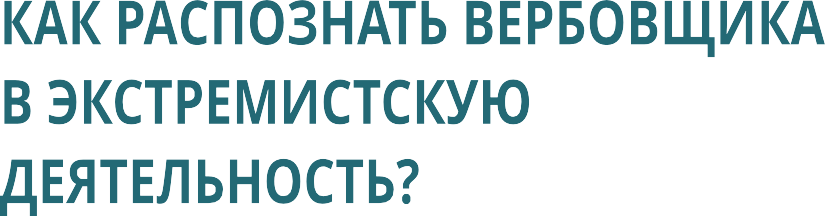 КАК РАСПОЗНАТЬ ВЕРБОВЩИКА
В ЭКСТРЕМИСТСКУЮ
ДЕЯТЕЛЬНОСТЬ?